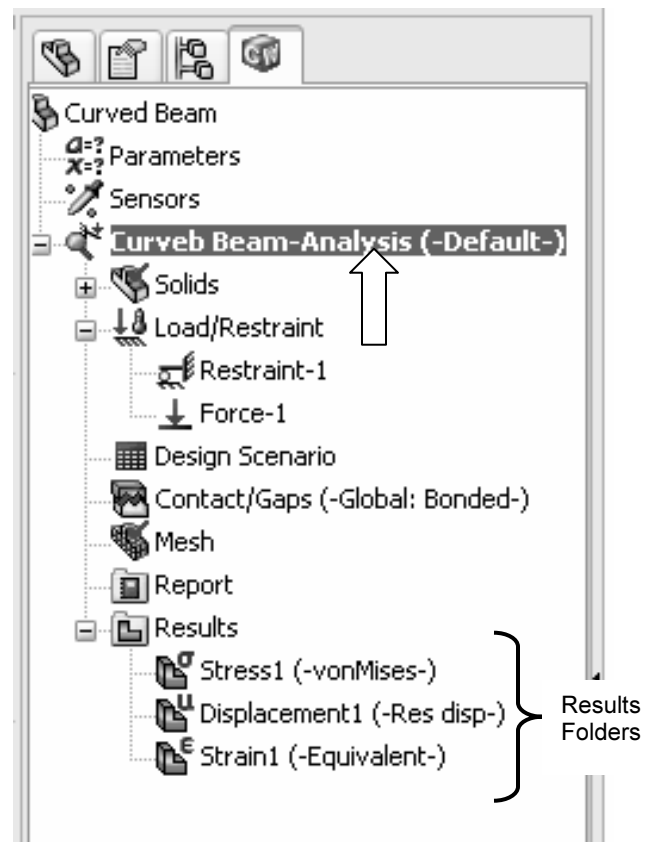 Curved Beam
a=?
x=? Parameters
Sensors
Curveb Beam-Analysis (-Default-)
Solids
Load/Restraint
Restraint-1
Force-1
Design Scenario
Contact/Gaps (-Global: Bonded-)
Mesh
Report
Results
σ Stress1 (-vonMises-)
u Displacement1 (-Res disp-)
ε Strain1 (-Equivalent-)
Results
Folders